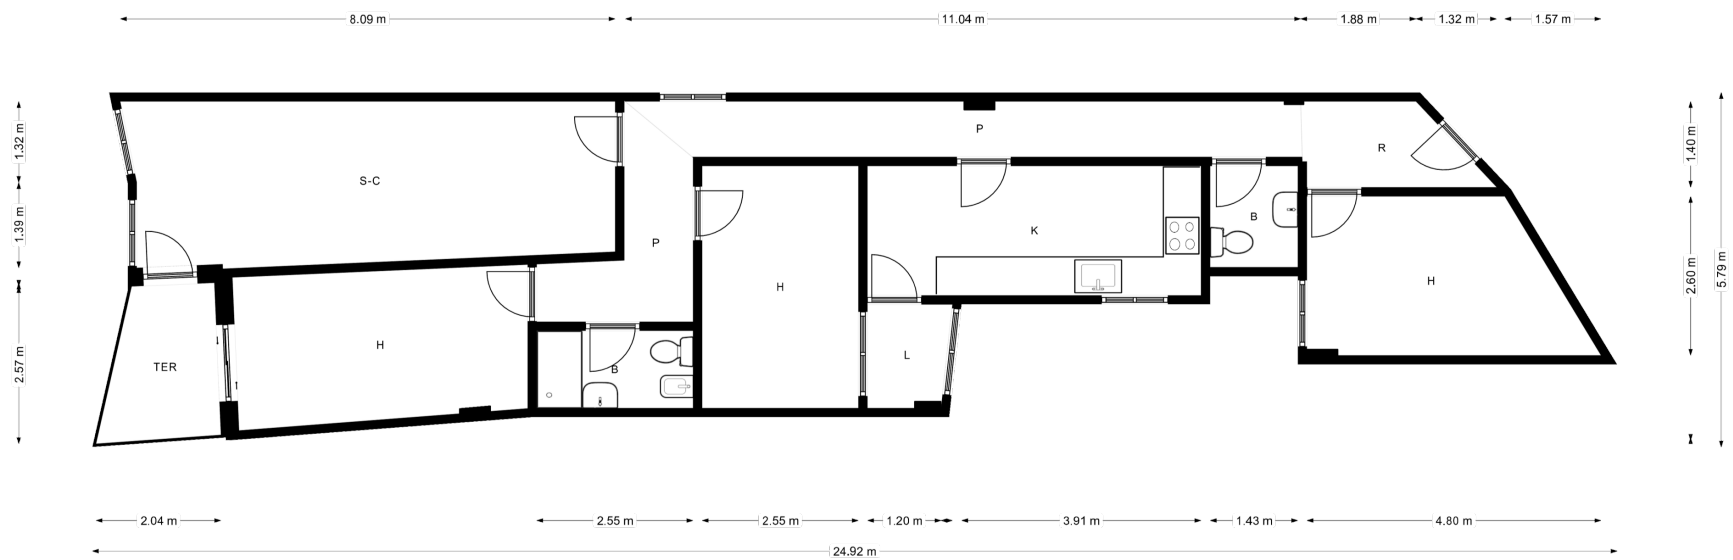 8.09 m
11.04 m
1.88 m
1.32 m
1.57 m
1.32 m
1.39 m
2.57 m
S-C
P
R
K
B
P
H
H
TER
H
B
L
H
1.40 m
2.60 m
5.79 m
2.04 m
2.55 m
2.55 m
1.20 m
3.91 m
1.43 m
4.80 m
24.92 m